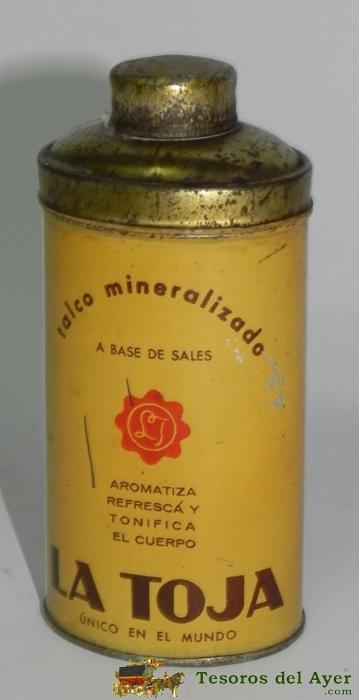 talco mineralizado
A BASE DE SALES
LT
AROMATIZA
REFRESCA Y
TONIFICA
EL CUERPO
LA TOJA
ÚNICO EN EL MUNDO
Tesoros del Ayer
.com